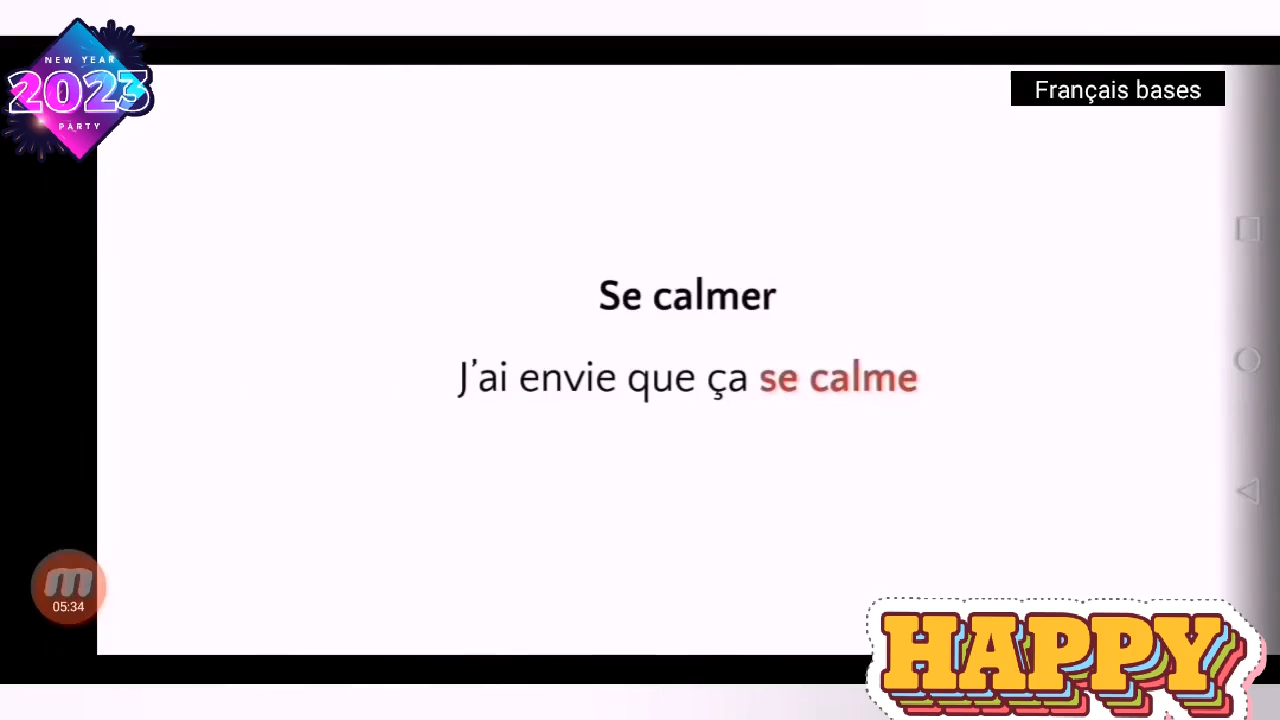 NEW YEAR
2023
PARTY
Français bases
Se calmer
J'ai envie que ça se calme
05:34
HAPPY